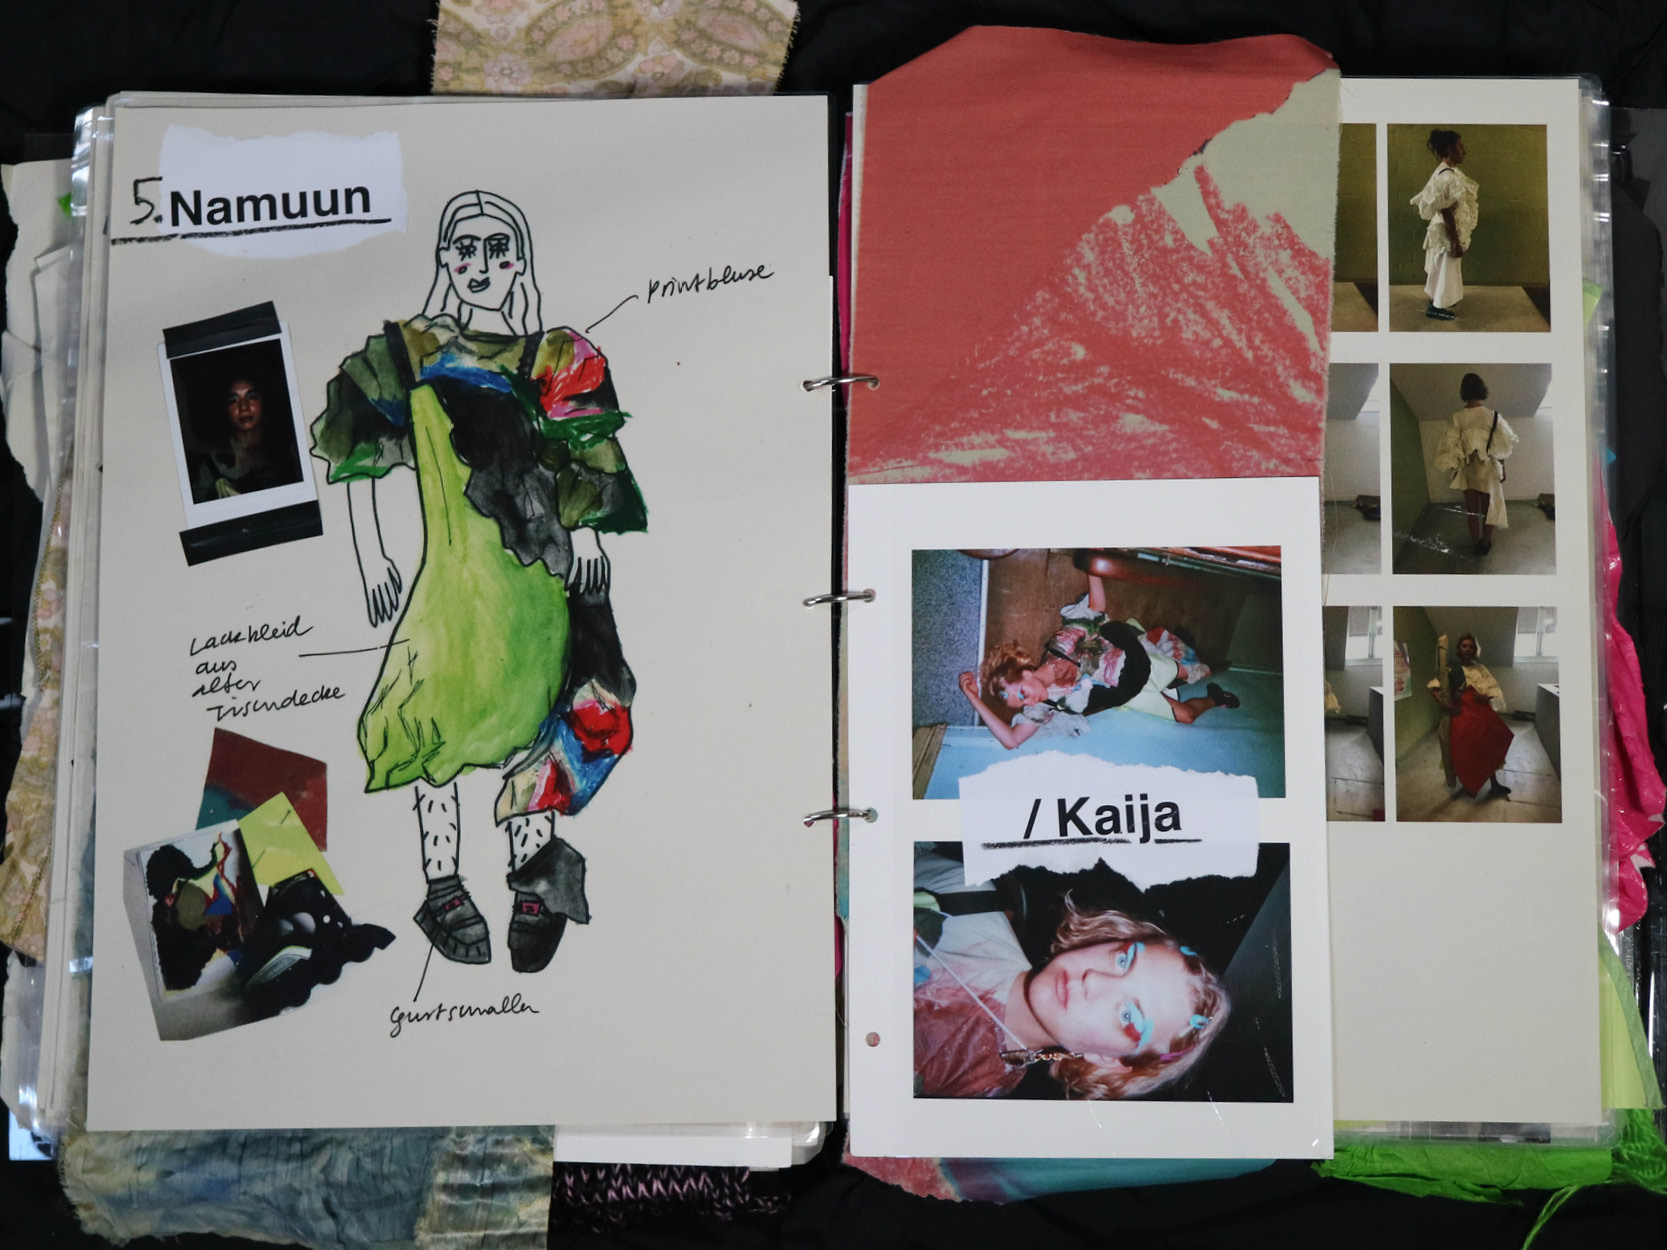 5. Namuun
Printbluse
Lackkleid
aus
alter
Tischdecke
Gurtschnallen
/ Kaija